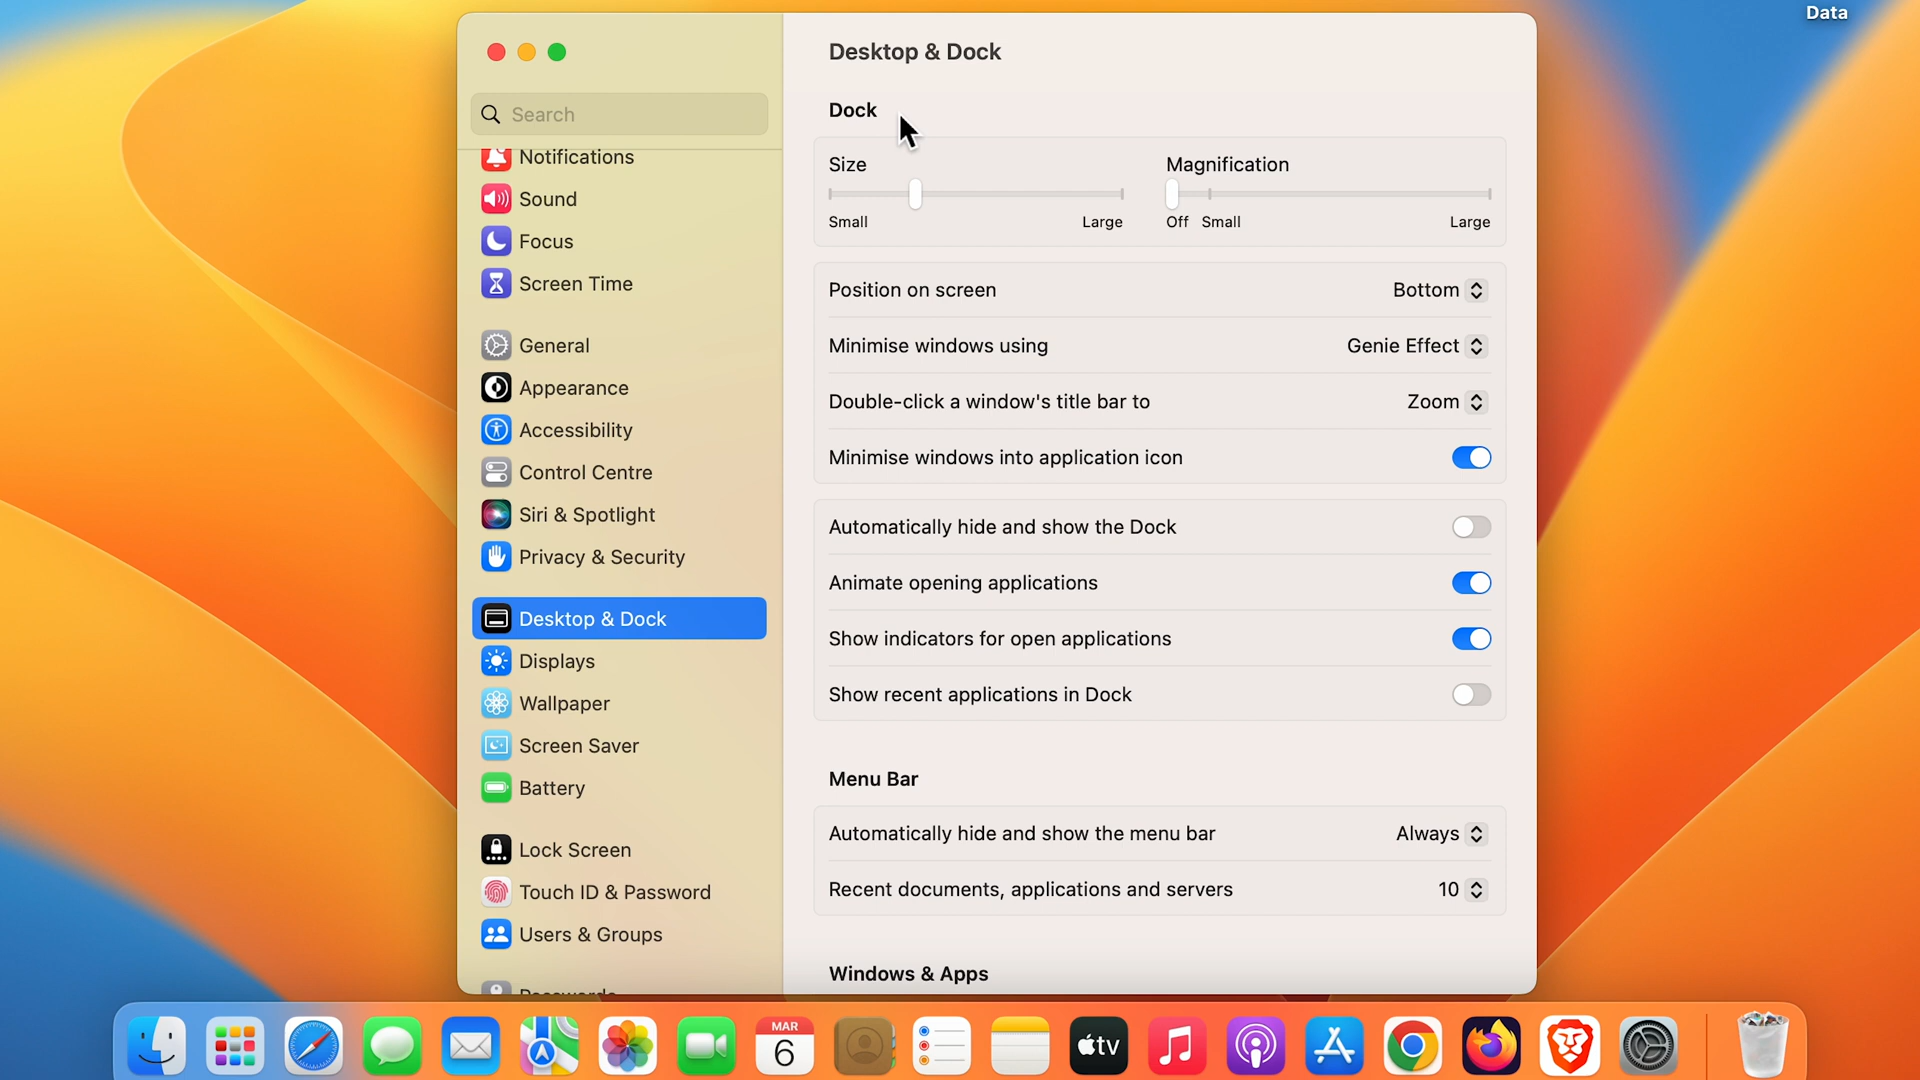 Data
Desktop & Dock
Search
Notifications
Sound
Focus
Screen Time
General
Appearance
Accessibility
Control Centre
Siri & Spotlight
Privacy & Security
Desktop & Dock
Displays
Wallpaper
Screen Saver
Battery
Lock Screen
Touch ID & Password
Users & Groups
Passwords
Dock
Size
Small Large
Magnification
Off Small Large
Position on screen Bottom
Minimise windows using Genie Effect
Double-click a window's title bar to Zoom
Minimise windows into application icon
Automatically hide and show the Dock
Animate opening applications
Show indicators for open applications
Show recent applications in Dock
Menu Bar
Automatically hide and show the menu bar Always
Recent documents, applications and servers 10
Windows & Apps
MAR
6
tv